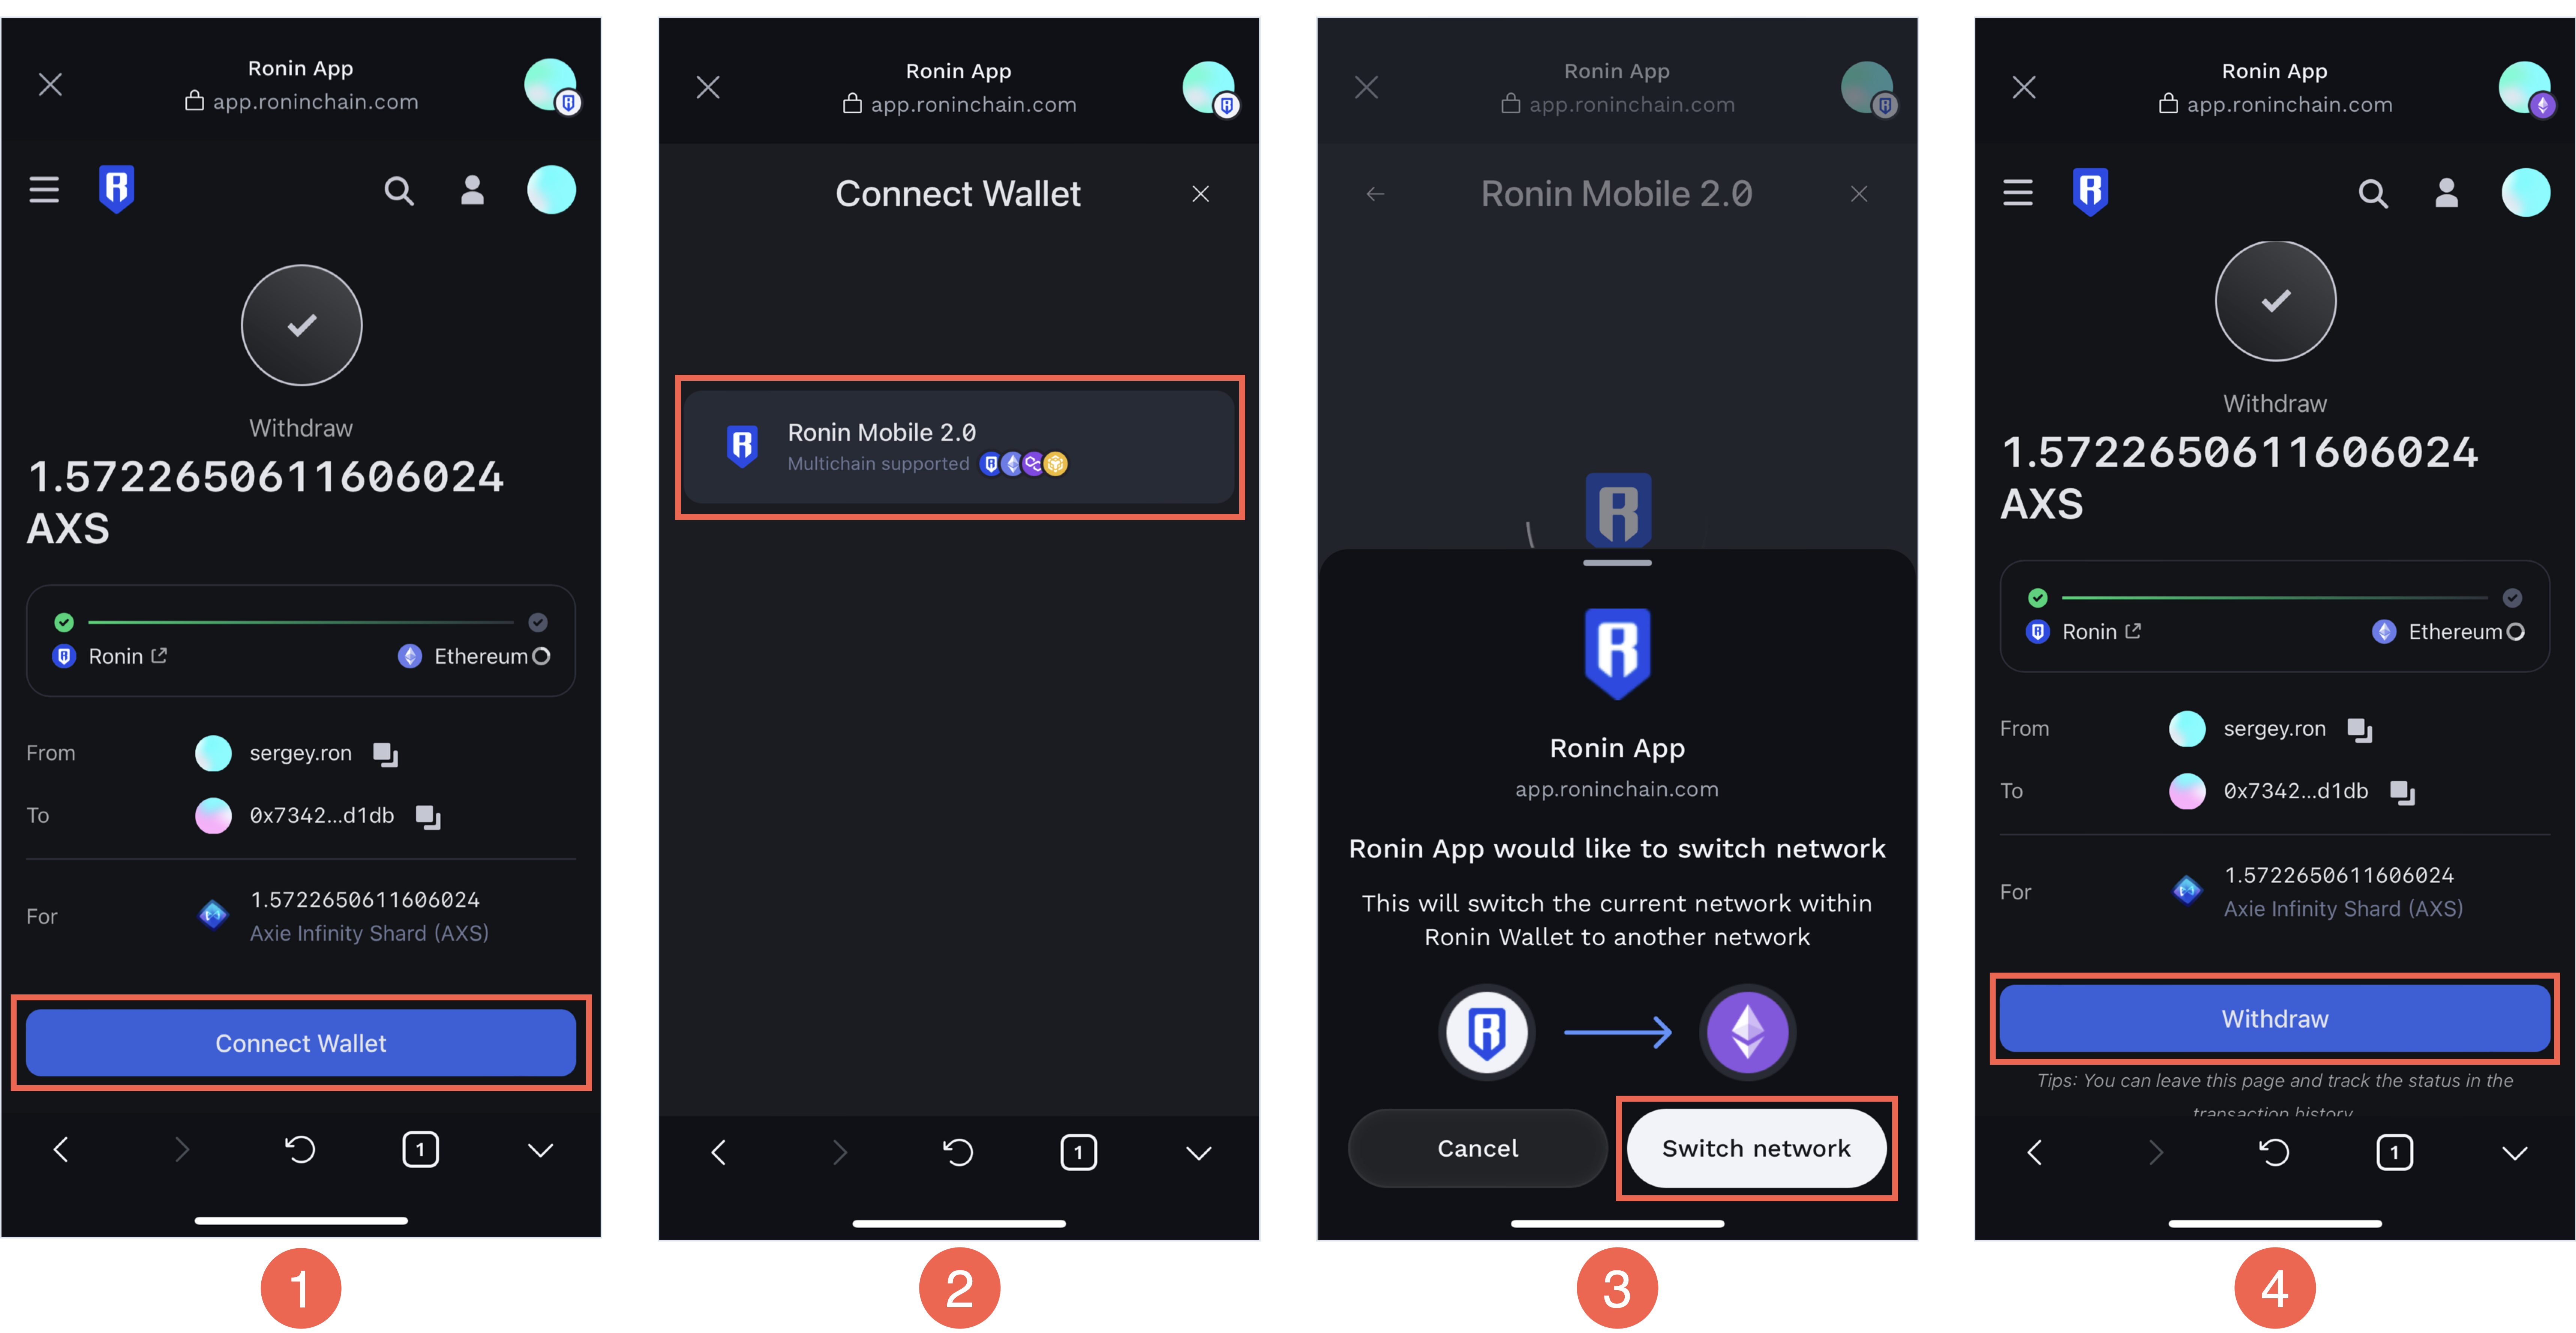 Ronin App
app.roninchain.com
Withdraw
1.5722650611606024
AXS
Ronin
Ethereum
From
sergey.ron
To
0x7342...d1db
For
1.5722650611606024
Axie Infinity Shard (AXS)
Connect Wallet
1
1
Ronin App
app.roninchain.com
Connect Wallet
Ronin Mobile 2.0
Multichain supported
1
2
Ronin App
app.roninchain.com
Ronin Mobile 2.0
Ronin App
app.roninchain.com
Ronin App would like to switch network
This will switch the current network within
Ronin Wallet to another network
Cancel
Switch network
3
Ronin App
app.roninchain.com
Withdraw
1.5722650611606024
AXS
Ronin
Ethereum
From
sergey.ron
To
0x7342...d1db
For
1.5722650611606024
Axie Infinity Shard (AXS)
Withdraw
Tips: You can leave this page and track the status in the
transaction history
1
4